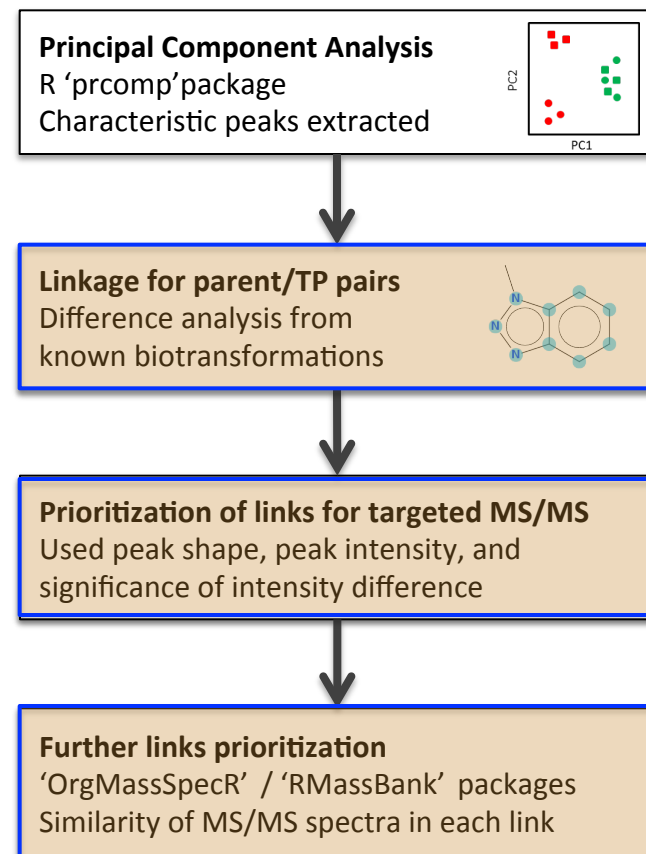 Principal Component Analysis
R ‘prcomp’package
Characteristic peaks extracted
PC2
PC1
Linkage for parent/TP pairs
Difference analysis from
known biotransformations
N
N
N
Prioritization of links for targeted MS/MS
Used peak shape, peak intensity, and
significance of intensity difference
Further links prioritization
‘OrgMassSpecR’ / ‘RMassBank’ packages
Similarity of MS/MS spectra in each link